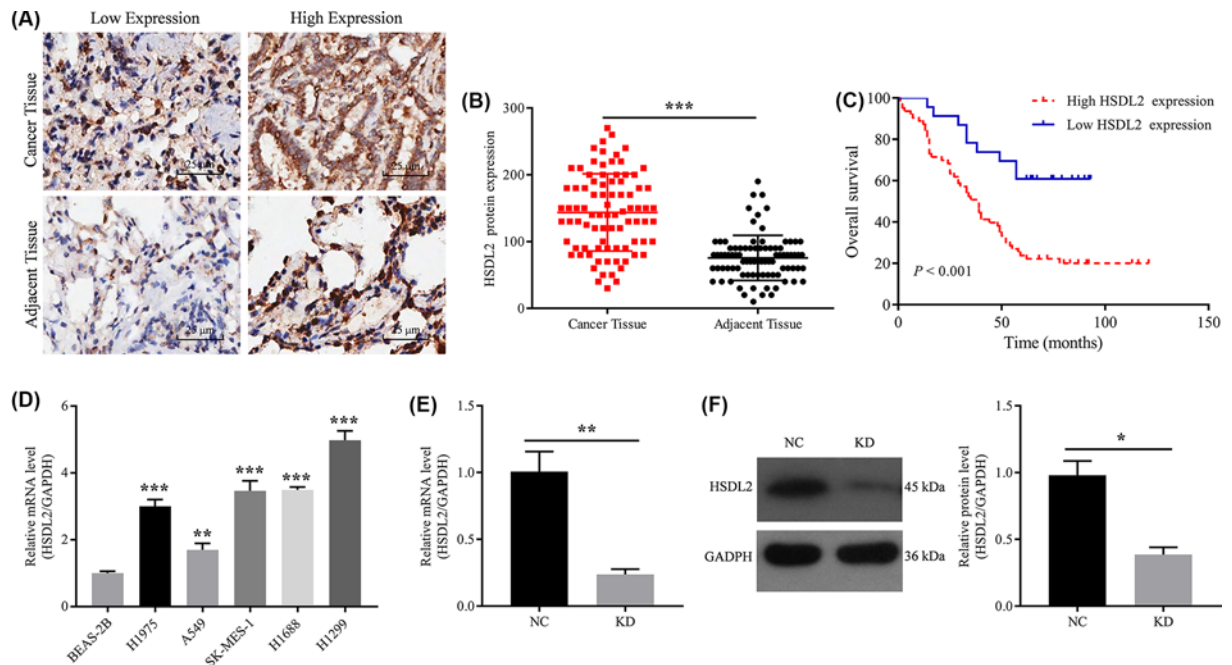 (A)
Low Expression
High Expression
Cancer Tissue
Adjacent Tissue
25 μm
25 μm
25 μm
25 μm
(B)
HSDL2 protein expression
300
200
100
0
***
Cancer Tissue
Adjacent Tissue
(C)
Overall survival
100
80
60
40
20
0
High HSDL2 expression
Low HSDL2 expression
P < 0.001
0
50
100
150
Time (months)
(D)
Relative mRNA level
(HSDL2/GAPDH)
6
4
2
0
***
**
***
***
***
BEAS-2B
H1975
A549
SK-MES-1
H1688
H1299
(E)
Relative mRNA level
(HSDL2/GAPDH)
1.5
1.0
0.5
0.0
**
NC
KD
(F)
NC
KD
HSDL2
45 kDa
GADPH
36 kDa
Relative protein level
(HSDL2/GAPDH)
1.5
1.0
0.5
0.0
*
NC
KD